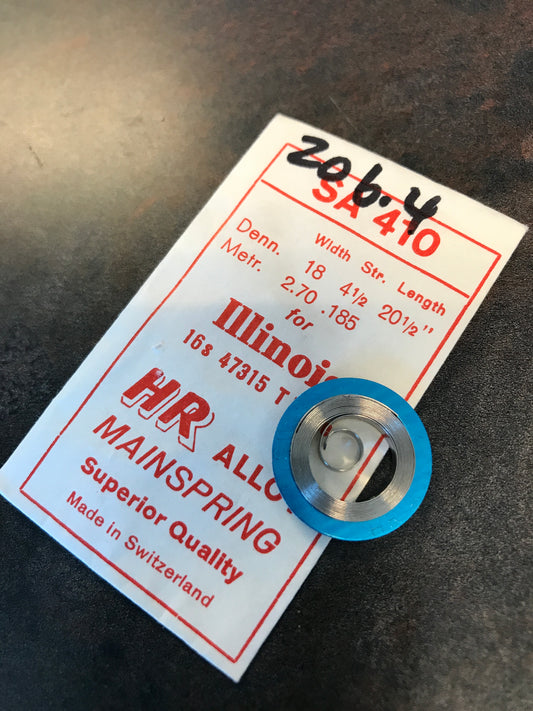 206.4
SA 410
Width Str. Length
Denn. 18 4½ 20½"
Metr. 2.70 .185
for
Illinois
16s 47315 T
HR
MAINSPRING
Superior Quality
Made in Switzerland